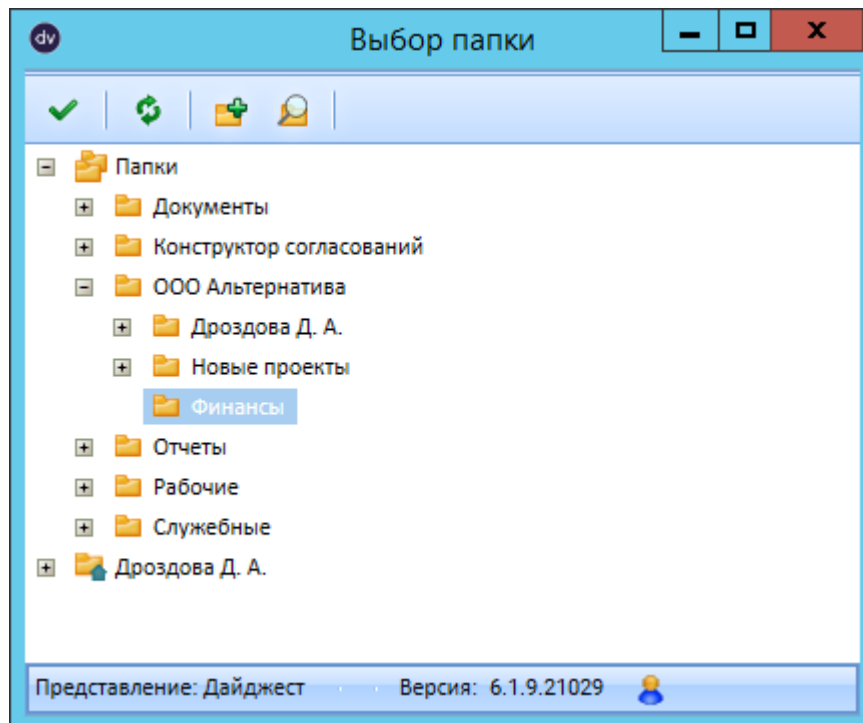 dv Выбор папки
Папки
Документы
Конструктор согласований
ООО Альтернатива
Дроздова Д. А.
Новые проекты
Финансы
Отчеты
Рабочие
Служебные
Дроздова Д. А.
Представление: Дайджест Версия: 6.1.9.21029